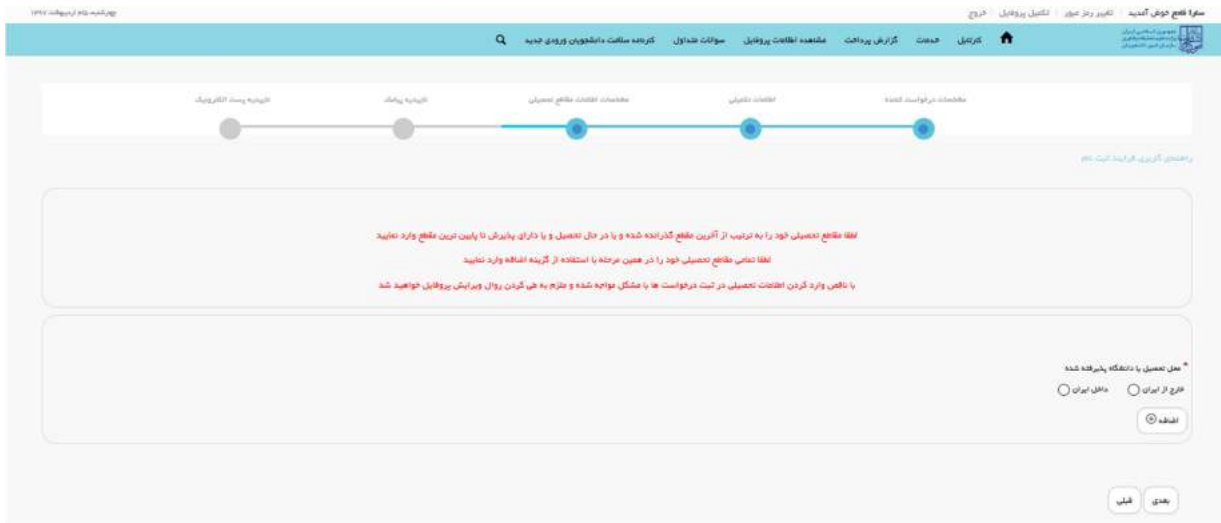 سارا فلاح خوش آمدید | تغییر رمز عبور | تکمیل پروفایل | خروج
چهارشنبه، ۵ام اردیبهشت ۱۳۹۷
کارتابل خدمات گزارش پرداخت مشاهده اطلاعات پروفایل سوالات متداول کارنامه سلامت دانشجویان ورودی جدید
مشخصات درخواست کننده
اطلاعات تکمیلی
مشخصات اطلاعات مقاطع تحصیلی
تاییدیه پیامک
تاییدیه پست الکترونیک
راهنمای کاربری فرایند ثبت نام
لطفا مقاطع تحصیلی خود را به ترتیب از آخرین مقطع گذرانده شده و یا در حال تحصیل و یا دارای پذیرش تا پایین ترین مقطع وارد نمایید
لطفا تمامی مقاطع تحصیلی خود را در همین مرحله با استفاده از گزینه اضافه وارد نمایید
با ناقص وارد کردن اطلاعات تحصیلی در ثبت درخواست ها با مشکل مواجه شده و ملزم به طی کردن روال ویرایش پروفایل خواهید شد
* محل تحصیل یا دانشگاه پذیرفته شده
خارج از ایران داخل ایران
اضافه
بعدی قبلی